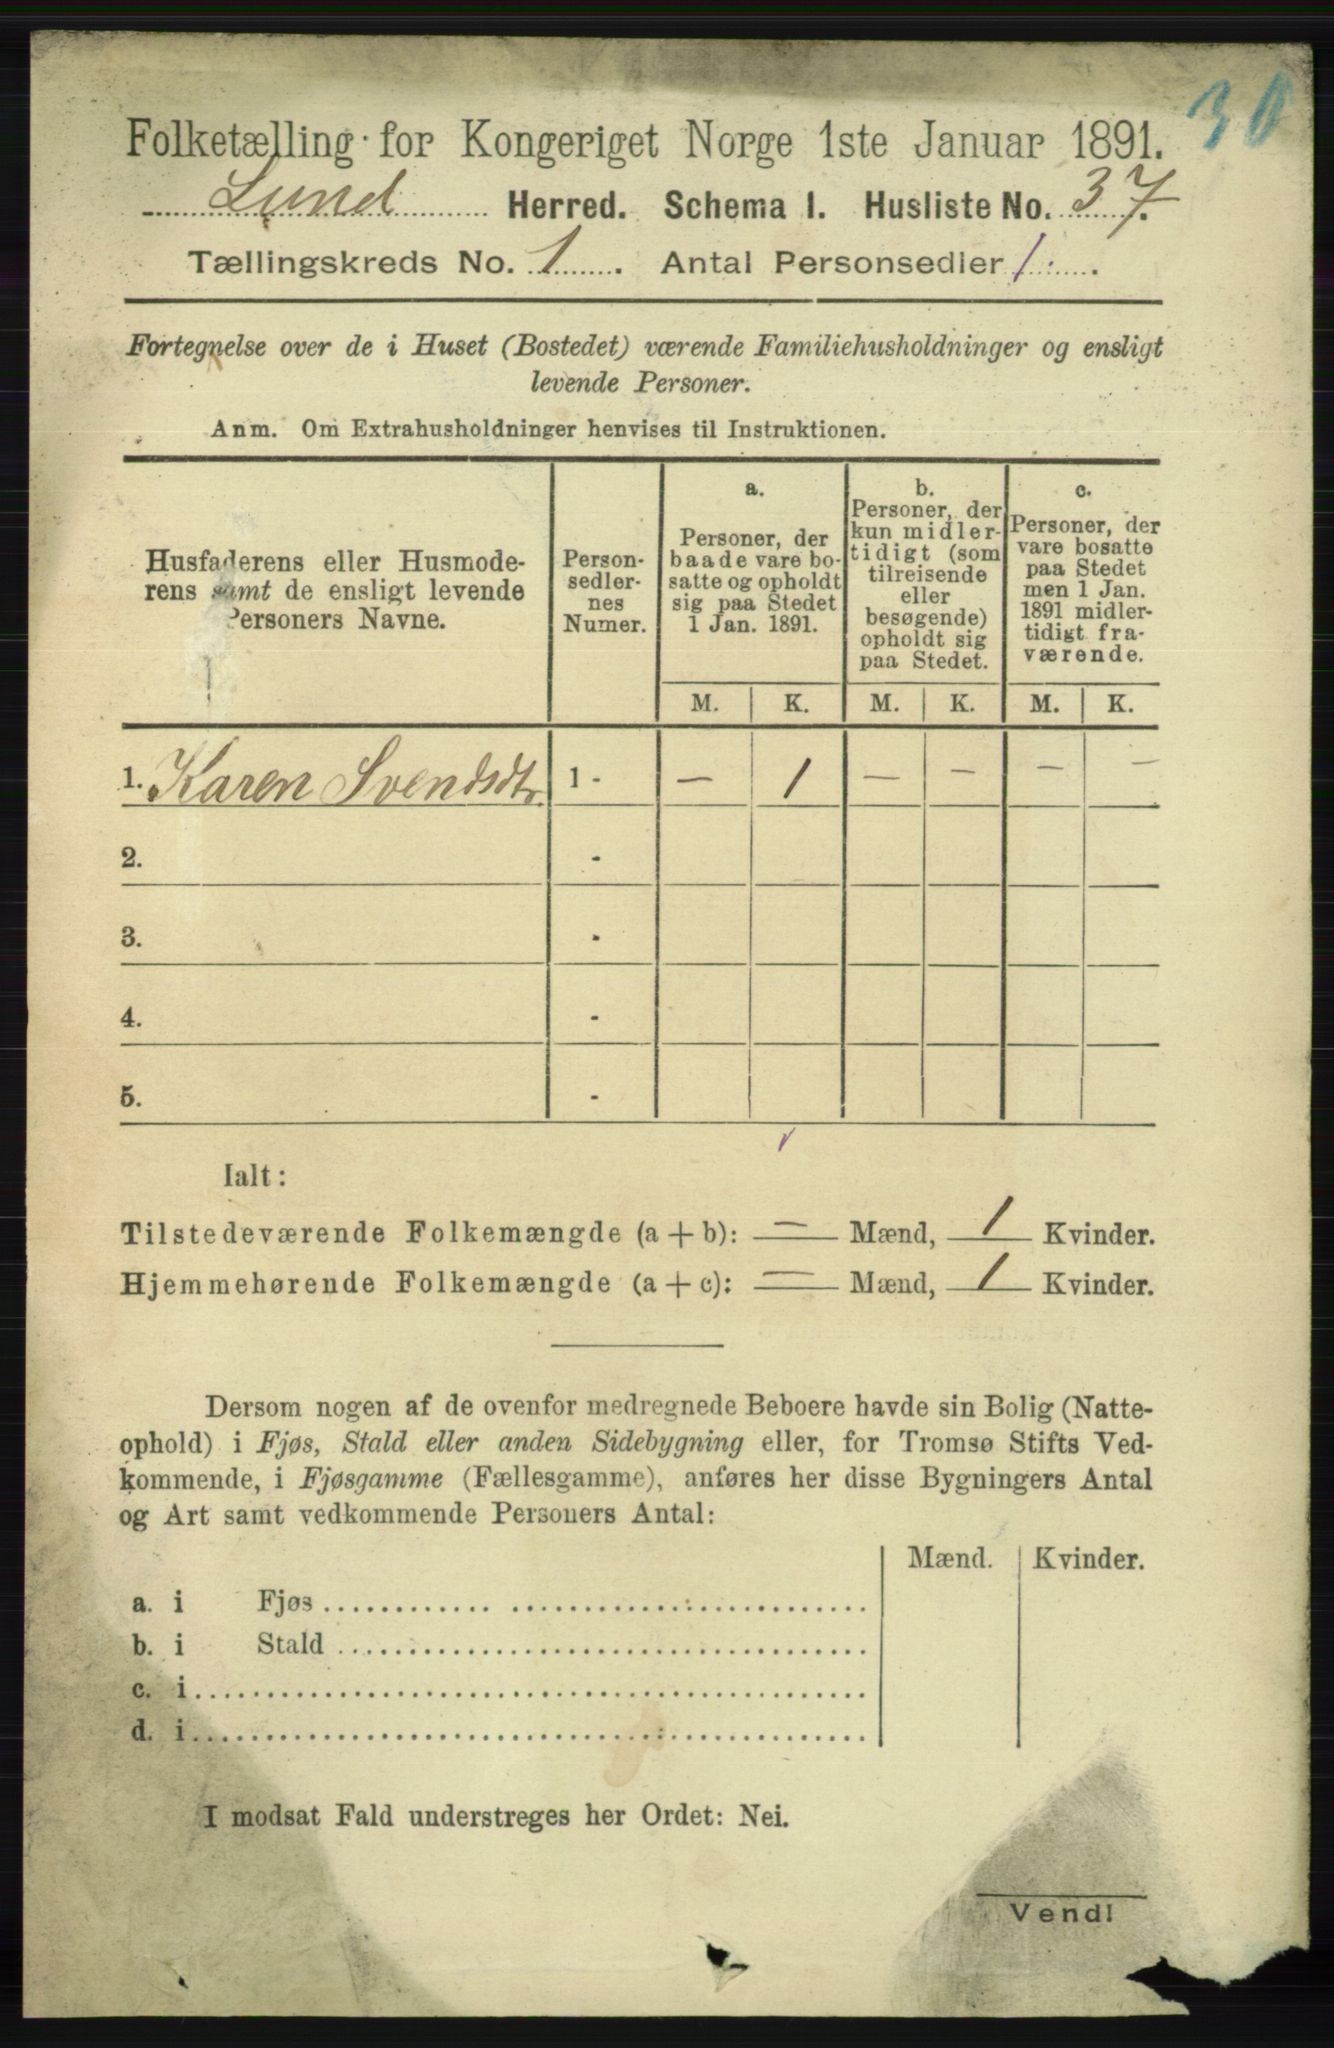 30
Folketælling for Kongeriget Norge 1ste Januar 1891.
Lund Herred. Schema I. Husliste No. 37.
Tællingskreds No. 1. Antal Personsedler 1.
Fortegnelse over de i Huset (Bostedet) værende Familiehusholdninger og ensligt
levende Personer.
Anm. Om Extrahusholdninger henvises til Instruktionen.
Husfaderens eller Husmode-
rens samt de ensligt levende
Personers Navne.
Person-
sedler-
nes
Numer.
a.
Personer, der
baade vare bo-
satte og opholdt
sig paa Stedet
1 Jan. 1891.
b.
Personer, der
kun midler-
tidigt (som
tilreisende
eller
besøgende)
opholdt sig
paa Stedet.
c.
Personer, der
vare bosatte
paa Stedet
men 1 Jan.
1891 midler-
tidigt fra-
værende.
M. K. M. K. M. K.
1. Karen Svendsdtr. 1 - — 1 — — — —
2. -
3. -
4. -
5. -
Ialt:
Tilstedeværende Folkemængde (a + b): — Mænd, 1 Kvinder.
Hjemmehørende Folkemængde (a + c): — Mænd, 1 Kvinder.
Dersom nogen af de ovenfor medregnede Beboere havde sin Bolig (Natte-
ophold) i Fjøs, Stald eller anden Sidebygning eller, for Tromsø Stifts Ved-
kommende, i Fjøsgamme (Fællesgamme), anføres her disse Bygningers Antal
og Art samt vedkommende Personers Antal:
Mænd. Kvinder.
a. i Fjøs
b. i Stald
c. i
d. i
I modsat Fald understreges her Ordet: Nei.
Vend!